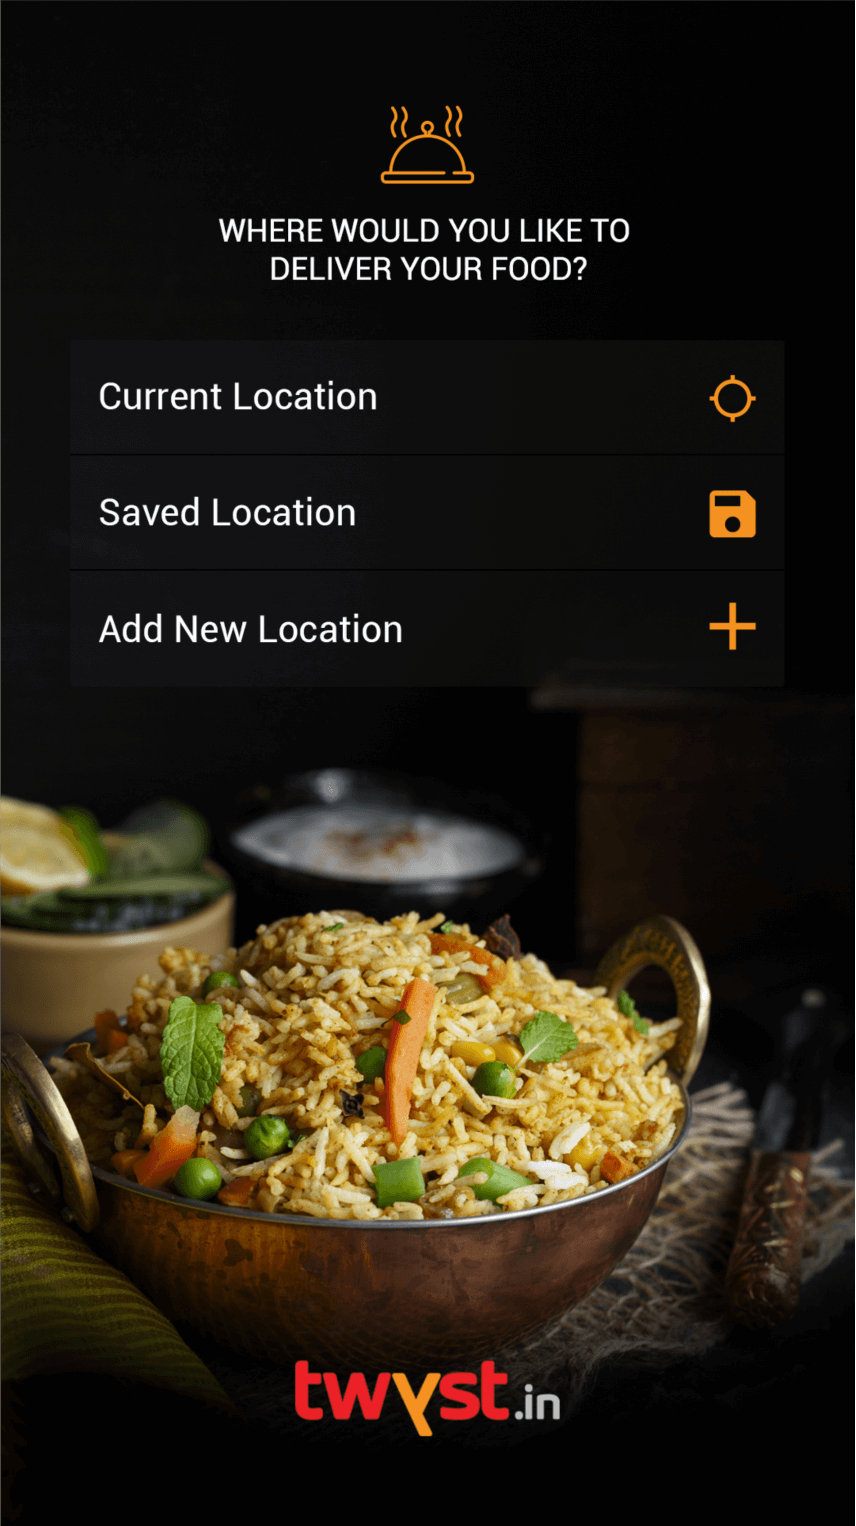 WHERE WOULD YOU LIKE TO
DELIVER YOUR FOOD?
Current Location
Saved Location
Add New Location
twyst.in